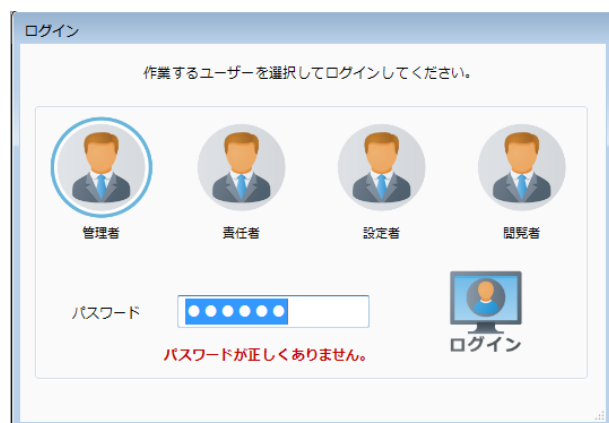 ログイン
作業するユーザーを選択してログインしてください。
管理者
責任者
設定者
開発者
パスワード
●●●●●●
パスワードが正しくありません。
ログイン